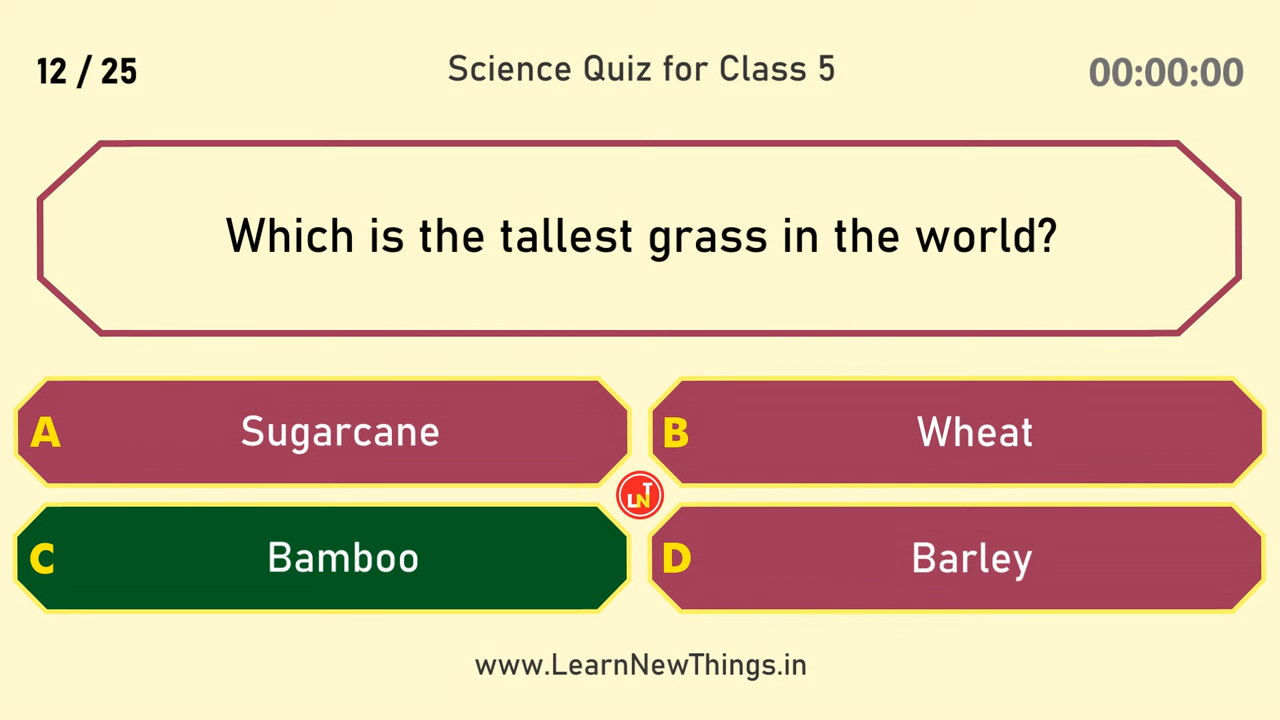 12 / 25
Science Quiz for Class 5
00:00:00
Which is the tallest grass in the world?
A Sugarcane
B Wheat
LNT
C Bamboo
D Barley
www.LearnNewThings.in